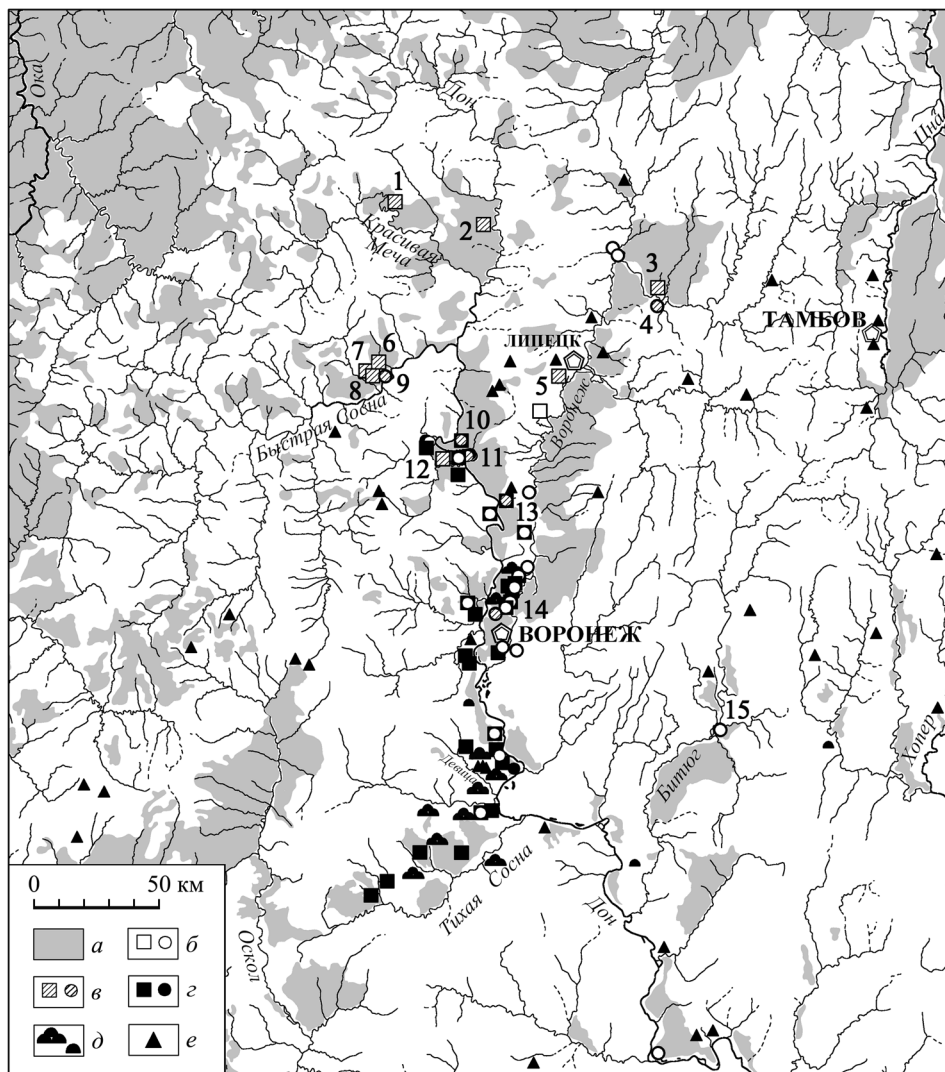 Ока
Дон
Цна
1
2
Красивая
Меча
3
4
ТАМБОВ
ЛИПЕЦК
7
6
8
9
5
Воронеж
Быстрая Сосна
10
11
12
13
14
ВОРОНЕЖ
15
Хопер
Битюг
Девица
Тихая Сосна
Дон
Оскол
0 50 км
а
б
в
г
д
е